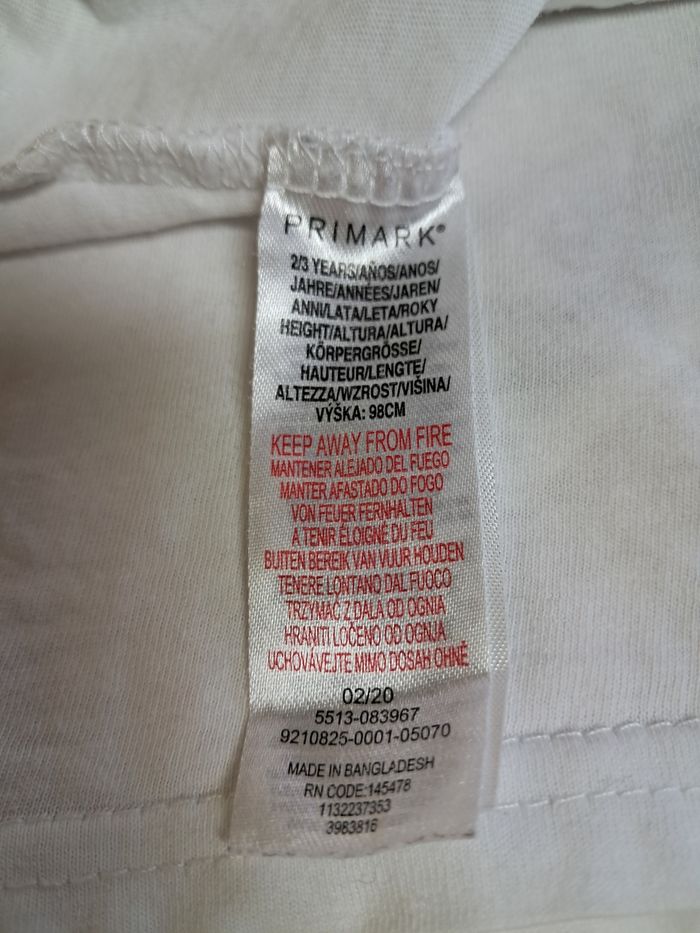 PRIMARK®
2/3 YEARS/AÑOS/ANOS/
JAHRE/ANNÉES/JAREN/
ANNI/LATA/LETA/ROKY
HEIGHT/ALTURA/ALTURA/
KÖRPERGRÖSSE/
HAUTEUR/LENGTE/
ALTEZZA/WZROST/VIŠINA/
VÝŠKA: 98CM
KEEP AWAY FROM FIRE
MANTENER ALEJADO DEL FUEGO
MANTER AFASTADO DO FOGO
VON FEUER FERNHALTEN
À TENIR ÉLOIGNÉ DU FEU
BUITEN BEREIK VAN VUUR HOUDEN
TENERE LONTANO DAL FUOCO
TRZYMAĆ Z DALA OD OGNIA
HRANITI LOČENO OD OGNJA
UCHOVÁVEJTE MIMO DOSAH OHNĚ
02/20
5513-083967
9210825-0001-05070
MADE IN BANGLADESH
RN CODE:145478
1132237353
3983816